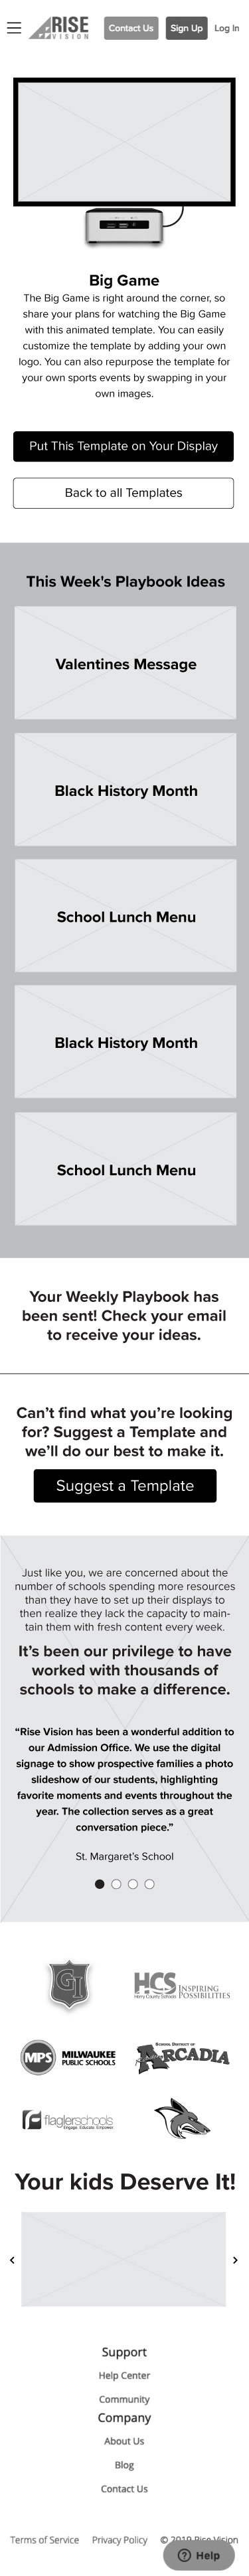 RISE
VISION
Contact Us
Sign Up
Log In
Big Game
The Big Game is right around the corner, so
share your plans for watching the Big Game
with this animated template. You can easily
customize the template by adding your own
logo. You can also repurpose the template for
your own sports events by swapping in your
own images.
Put This Template on Your Display
Back to all Templates
This Week's Playbook Ideas
Valentines Message
Black History Month
School Lunch Menu
Black History Month
School Lunch Menu
Your Weekly Playbook has
been sent! Check your email
to receive your ideas.
Can’t find what you’re looking
for? Suggest a Template and
we’ll do our best to make it.
Suggest a Template
Just like you, we are concerned about the
number of schools spending more resources
than they have to set up their displays to
then realize they lack the capacity to main-
tain them with fresh content every week.
It’s been our privilege to have
worked with thousands of
schools to make a difference.
“Rise Vision has been a wonderful addition to
our Admission Office. We use the digital
signage to show prospective families a photo
slideshow of our students, highlighting
favorite moments and events throughout the
year. The collection serves as a great
conversation piece.”
St. Margaret’s School
GI
HCS
Henry County Schools
INSPIRING
POSSIBILITIES
MPS
MILWAUKEE
PUBLIC SCHOOLS
SCHOOL DISTRICT OF
ARCADIA
flaglerschools
Engage. Educate. Empower.
Your kids Deserve It!
Support
Help Center
Community
Company
About Us
Blog
Contact Us
Terms of Service
Privacy Policy
© 2019 Rise Vision
Help